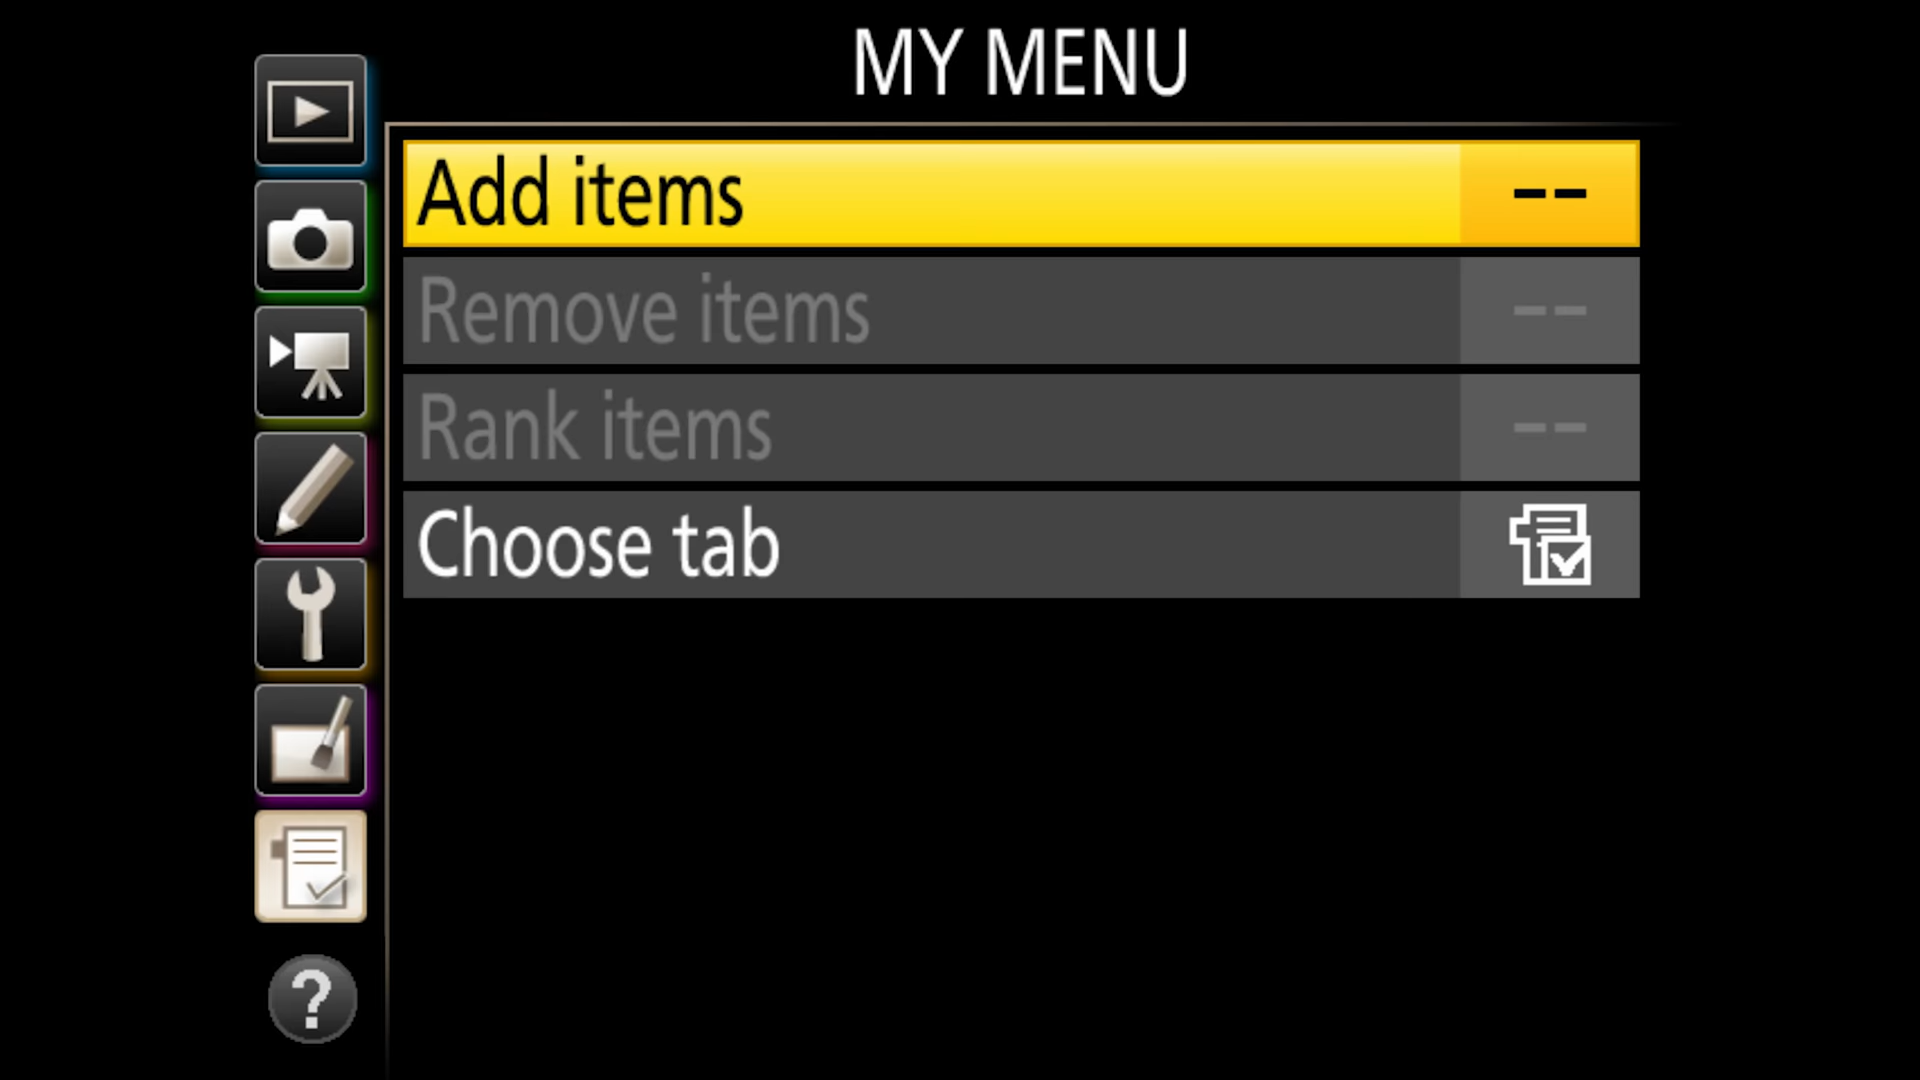 MY MENU
Add items --
Remove items --
Rank items --
Choose tab
?